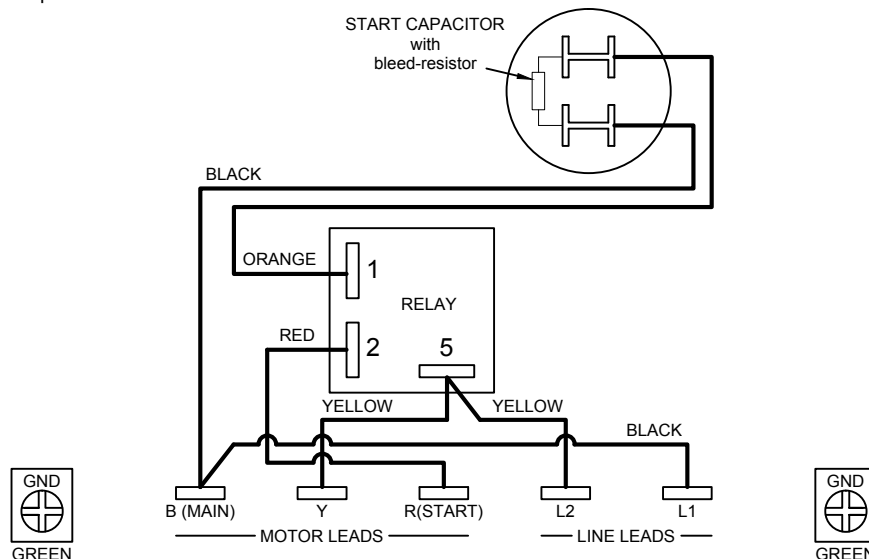 START CAPACITOR
with
bleed-resistor
BLACK
ORANGE
1
RELAY
RED
2
5
YELLOW
YELLOW
BLACK
GND
GREEN
B (MAIN)
Y
R(START)
L2
L1
MOTOR LEADS
LINE LEADS
GND
GREEN